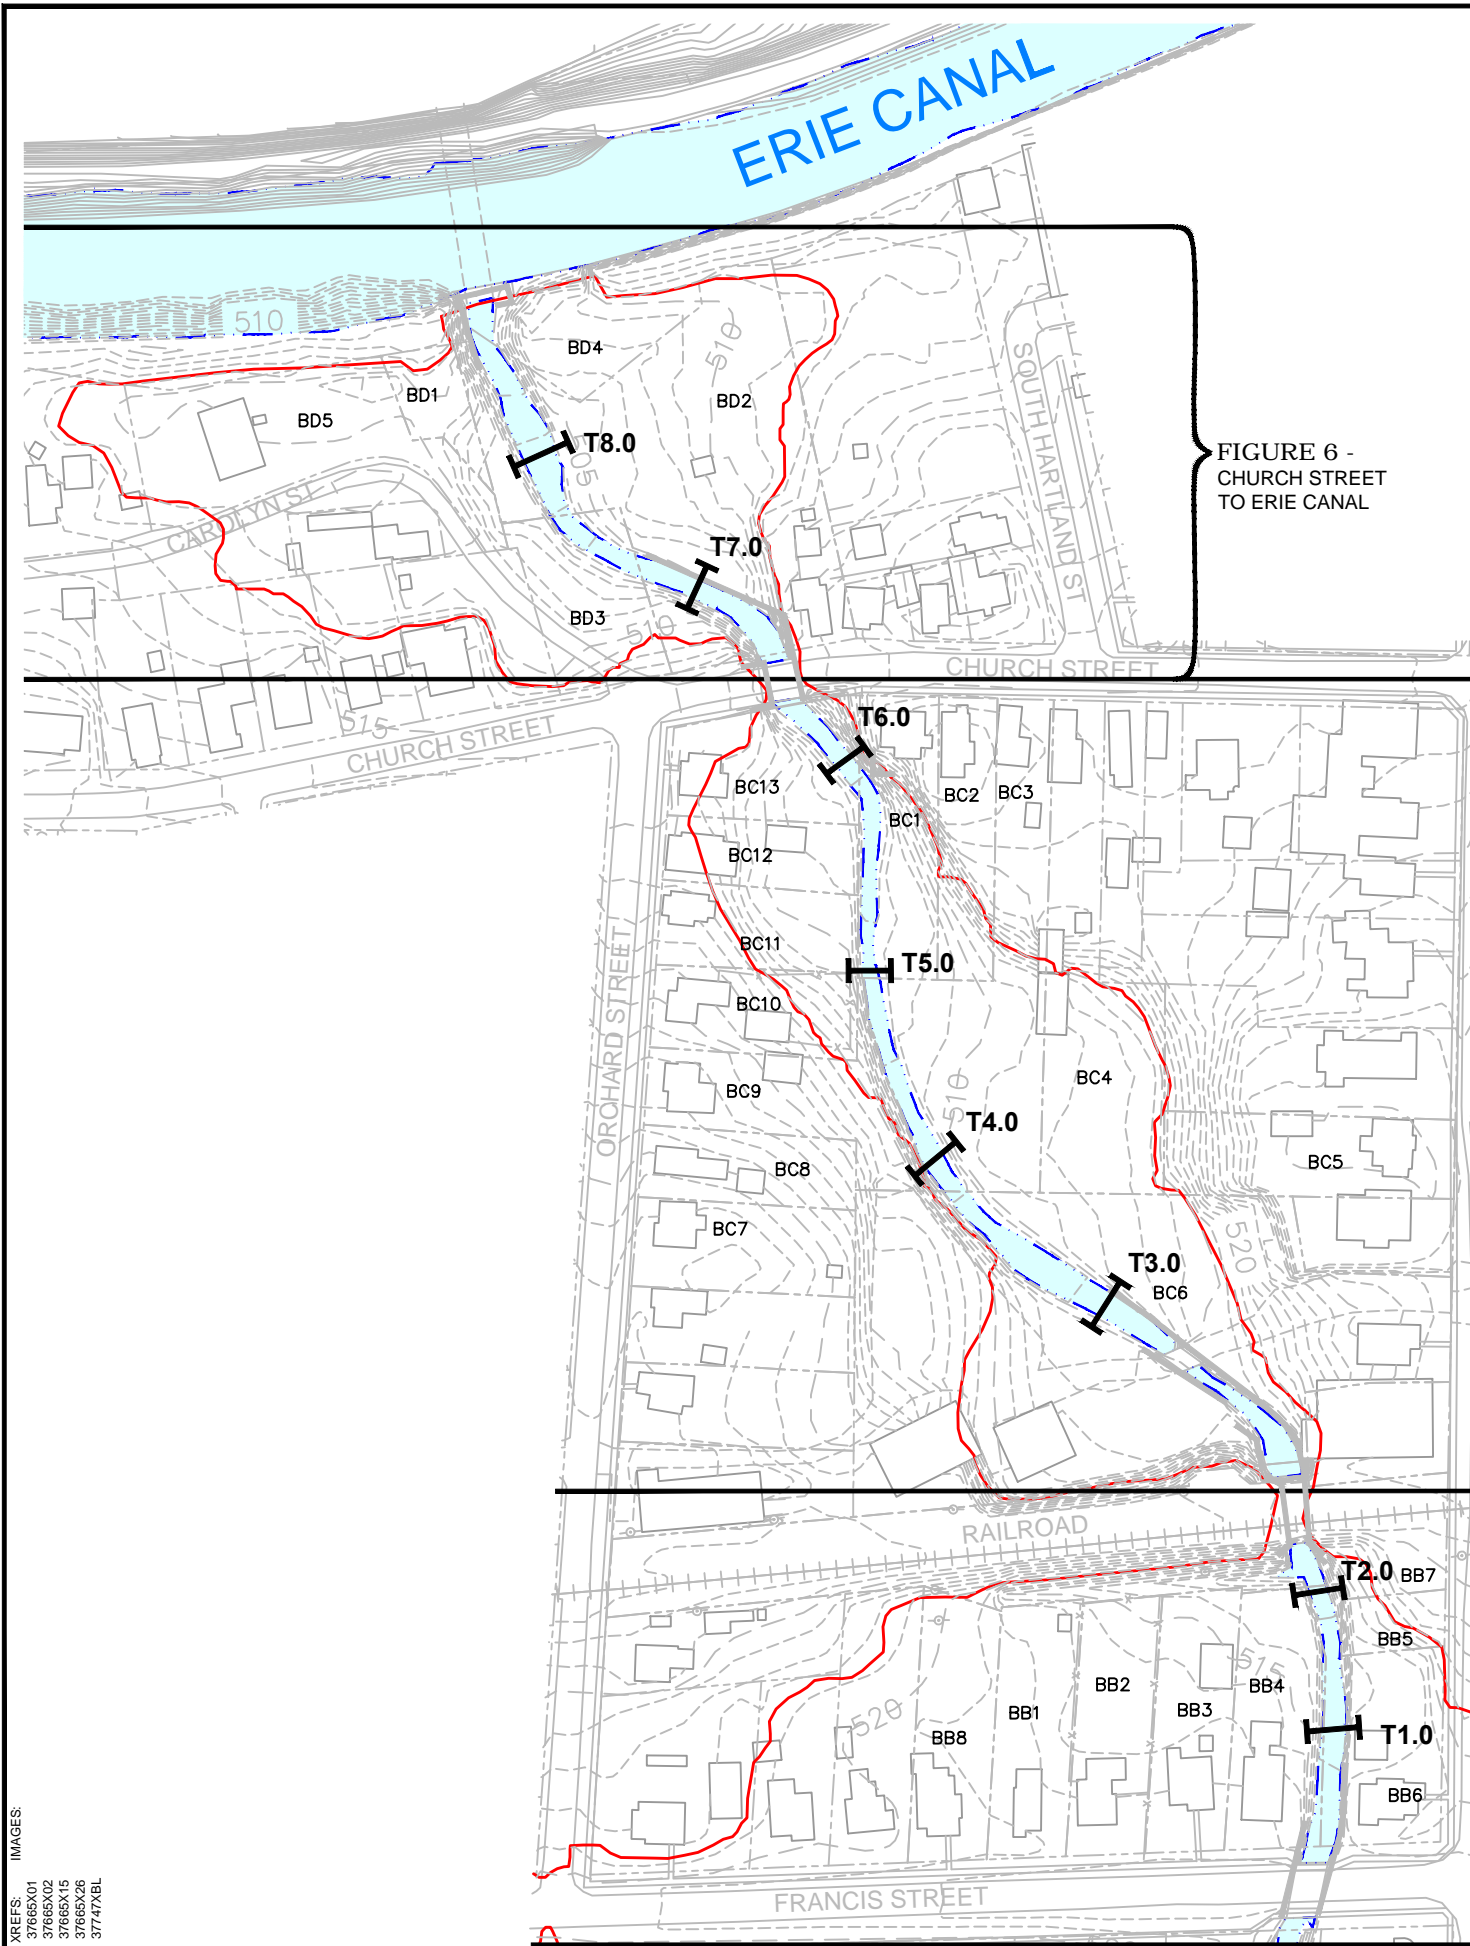 ERIE CANAL
510
BD4
510
BD1
BD2
BD5
T8.0
505
SOUTH HARTLAND ST
FIGURE 6 -
CHURCH STREET
TO ERIE CANAL
CAROLYN ST
T7.0
BD3
510
CHURCH STREET
515
CHURCH STREET
T6.0
BC13
BC2
BC3
BC1
BC12
BC11
T5.0
BC10
ORCHARD STREET
BC9
510
BC4
T4.0
BC8
BC5
BC7
520
T3.0
BC6
RAILROAD
T2.0
BB7
BB5
515
BB2
BB4
520
BB1
BB3
BB8
T1.0
BB6
FRANCIS STREET
XREFS:
37665X01
37665X02
37665X15
37665X26
37747XBL
IMAGES: